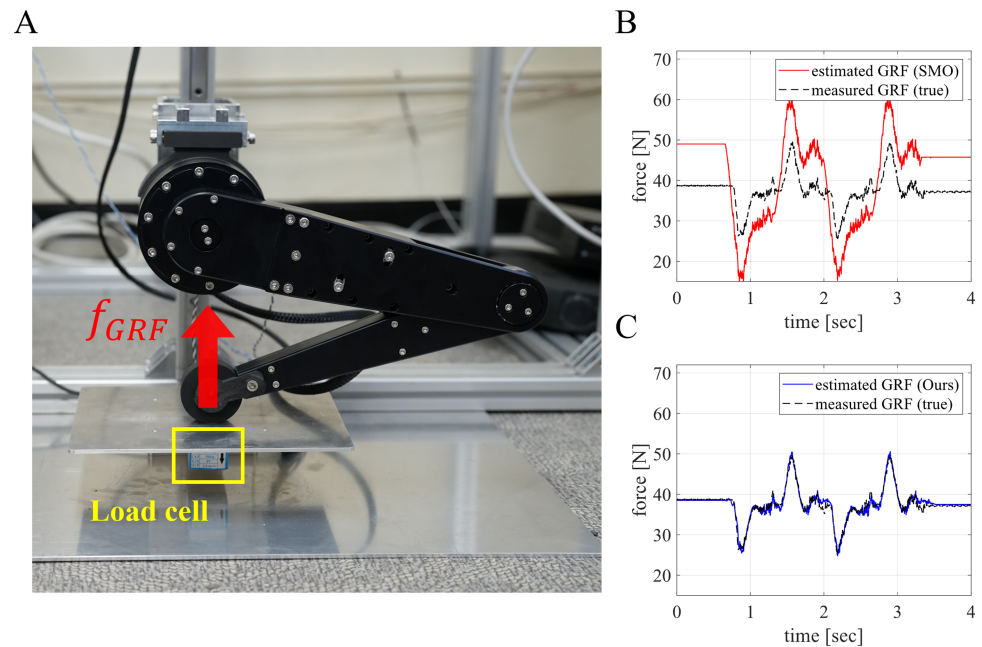 A
f_GRF
Load cell
B
force [N]
70
60
50
40
30
20
estimated GRF (SMO)
measured GRF (true)
0
1
2
3
4
time [sec]
C
force [N]
70
60
50
40
30
20
estimated GRF (Ours)
measured GRF (true)
0
1
2
3
4
time [sec]